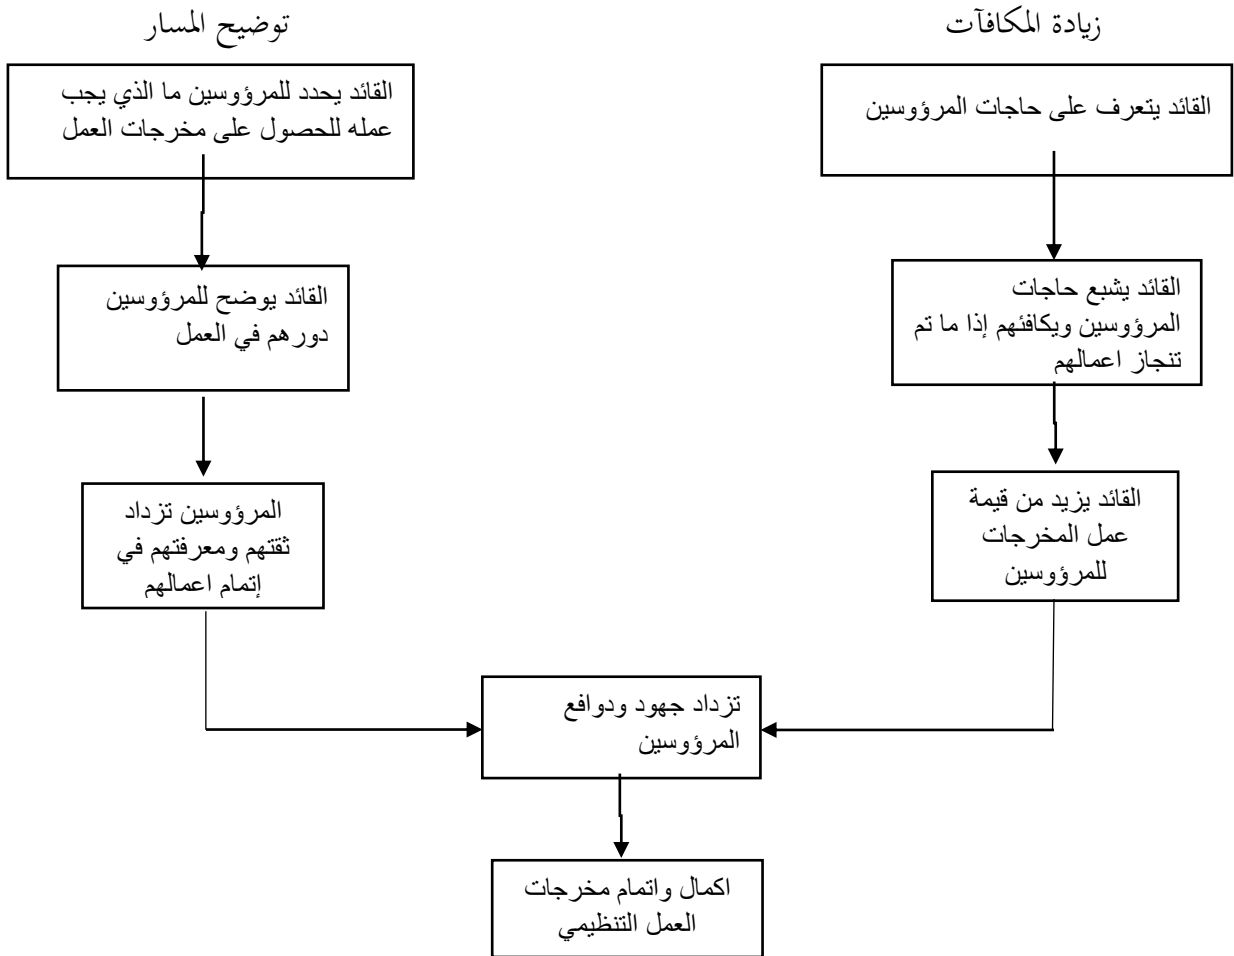 زيادة المكافآت
توضيح المسار
القائد يتعرف على حاجات المرؤوسين
القائد يشبع حاجات
المرؤوسين ويكافئهم إذا ما تم
تنجاز اعمالهم
القائد يزيد من قيمة
عمل المخرجات
للمرؤوسين
القائد يحدد للمرؤوسين ما الذي يجب
عمله للحصول على مخرجات العمل
القائد يوضح للمرؤوسين
دورهم في العمل
المرؤوسين تزداد
ثقتهم ومعرفتهم في
إتمام اعمالهم
تزداد جهود ودوافع
المرؤوسين
اكمال واتمام مخرجات
العمل التنظيمي